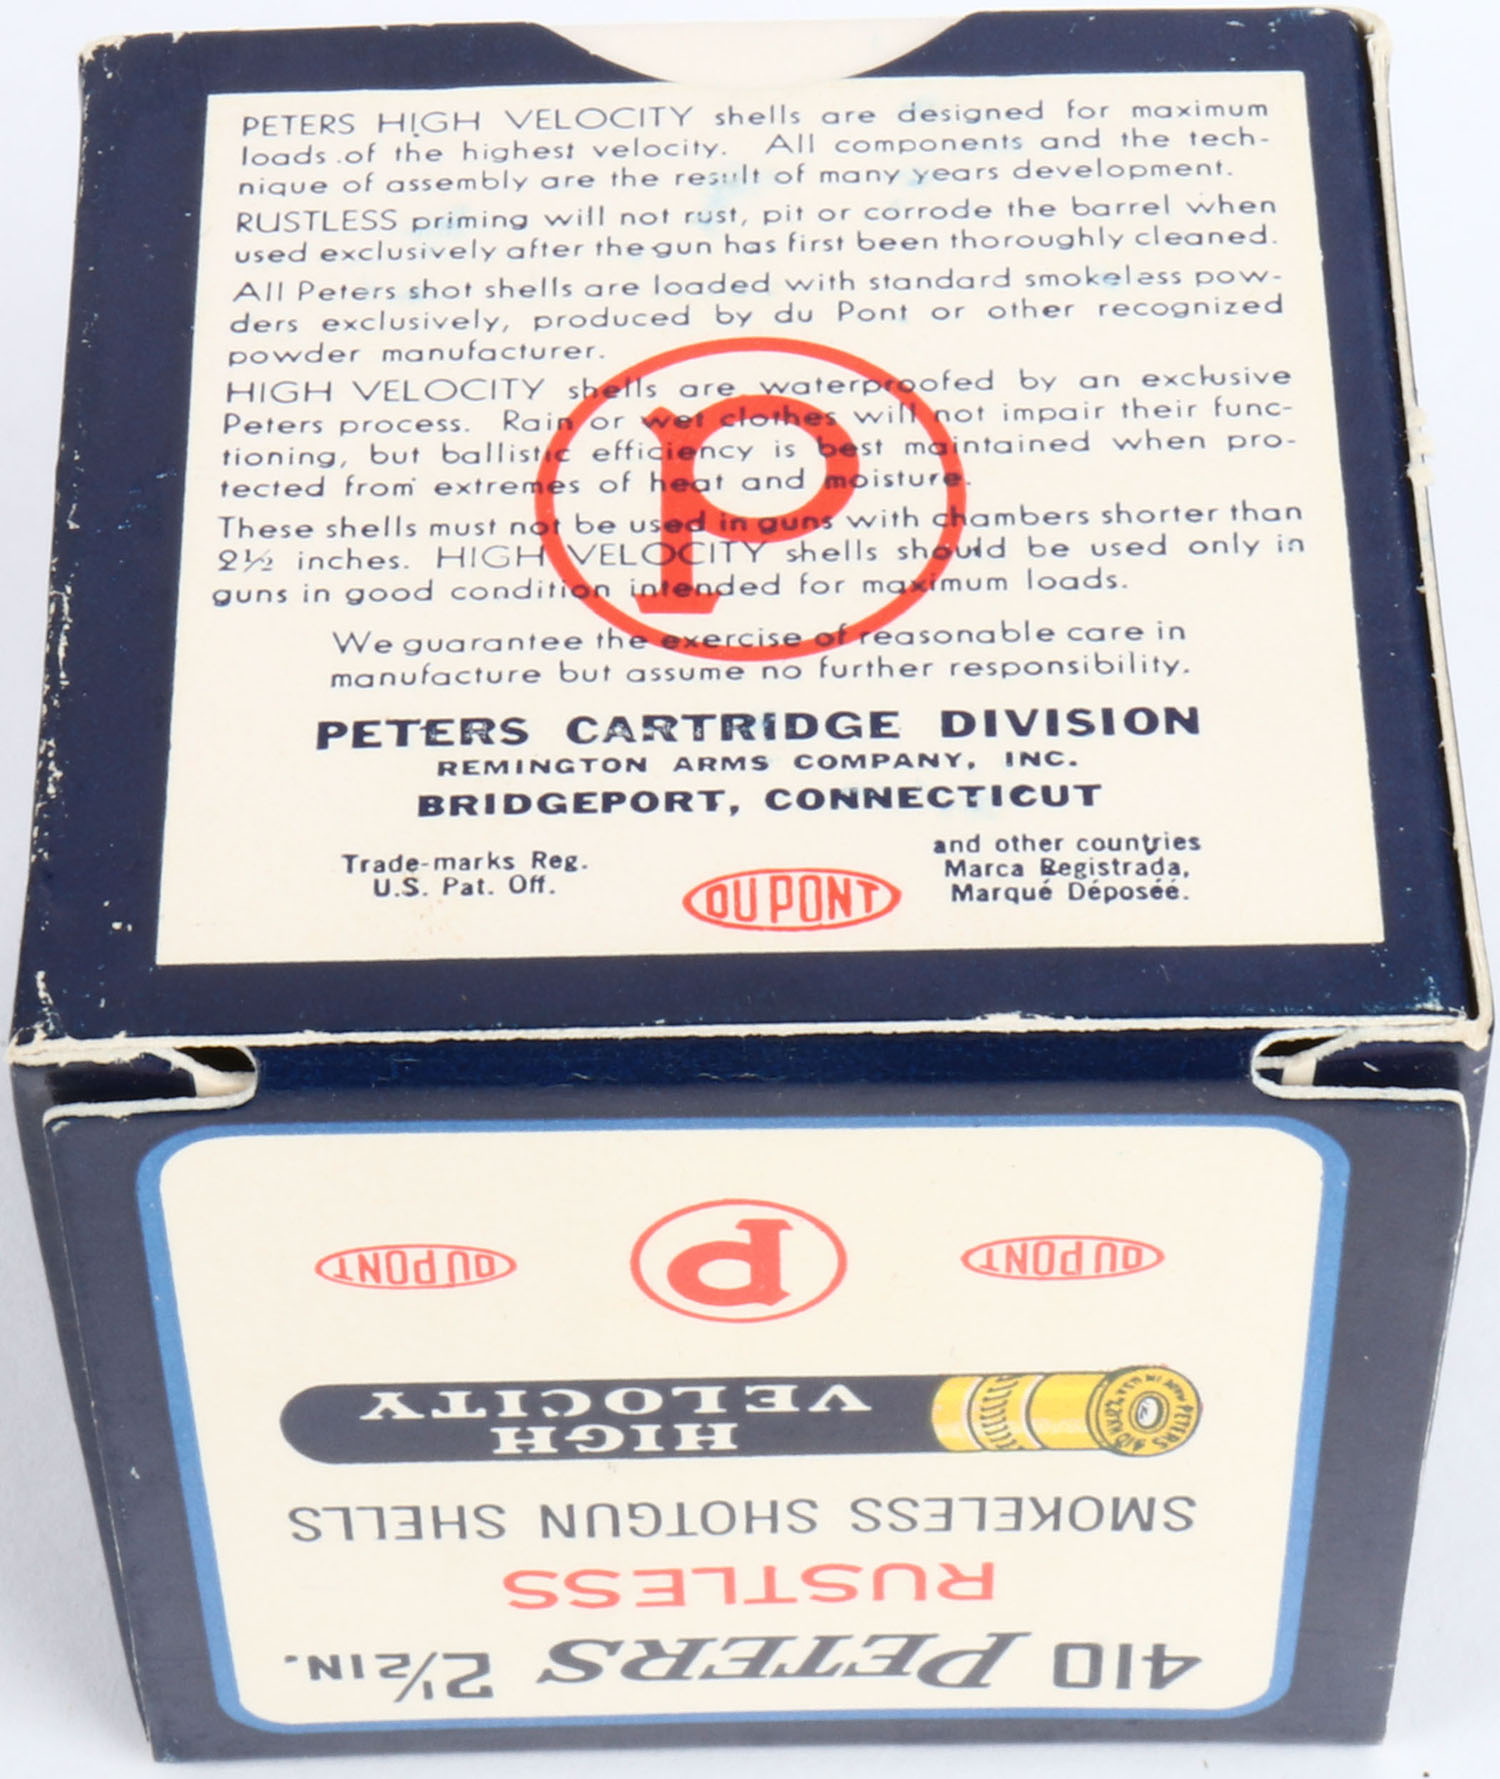 PETERS HIGH VELOCITY shells are designed for maximum
loads of the highest velocity. All components and the tech-
nique of assembly are the result of many years development.
RUSTLESS priming will not rust, pit or corrode the barrel when
used exclusively after the gun has first been thoroughly cleaned.
All Peters shot shells are loaded with standard smokeless pow-
ders exclusively, produced by du Pont or other recognized
powder manufacturer.
HIGH VELOCITY shells are waterproofed by an exclusive
Peters process. Rain or wet clothes will not impair their func-
tioning, but ballistic efficiency is best maintained when pro-
tected from extremes of heat and moisture.
These shells must not be used in guns with chambers shorter than
2½ inches. HIGH VELOCITY shells should be used only in
guns in good condition intended for maximum loads.
P
We guarantee the exercise of reasonable care in
manufacture but assume no further responsibility.
PETERS CARTRIDGE DIVISION
REMINGTON ARMS COMPANY, INC.
BRIDGEPORT, CONNECTICUT
Trade-marks Reg.
U.S. Pat. Off.
DU PONT
and other countries
Marca Registrada,
Marqué Déposéé.
410 PETERS 2½ IN.
RUSTLESS
SMOKELESS SHOTGUN SHELLS
HIGH
VELOCITY
PETERS
DU PONT
P
DU PONT